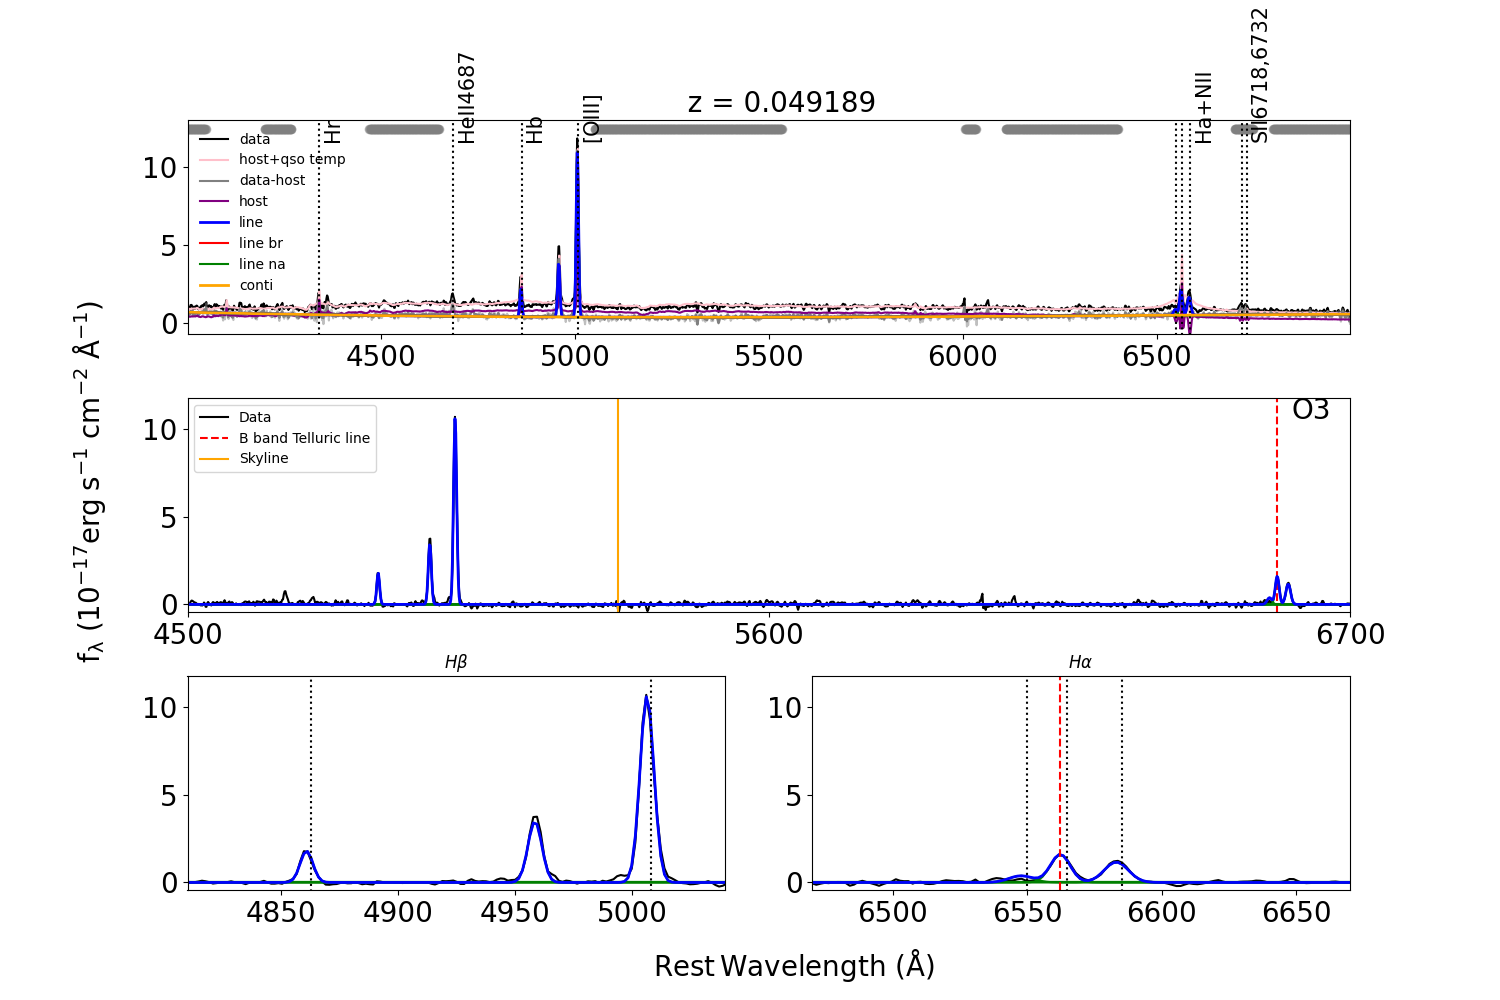 z = 0.049189
Hr
HeII4687
Hb
[OIII]
Ha+NII
SII6718,6732
data
host+qso temp
data-host
host
line
line br
line na
conti
10
5
0
4500 5000 5500 6000 6500
f_λ (10^−17 erg s^−1 cm^−2 Å^−1)
Data
B band Telluric line
Skyline
O3
10
5
0
4500 5600 6700
Hβ
10
5
0
4850 4900 4950 5000
Hα
10
5
0
6500 6550 6600 6650
Rest Wavelength (Å)